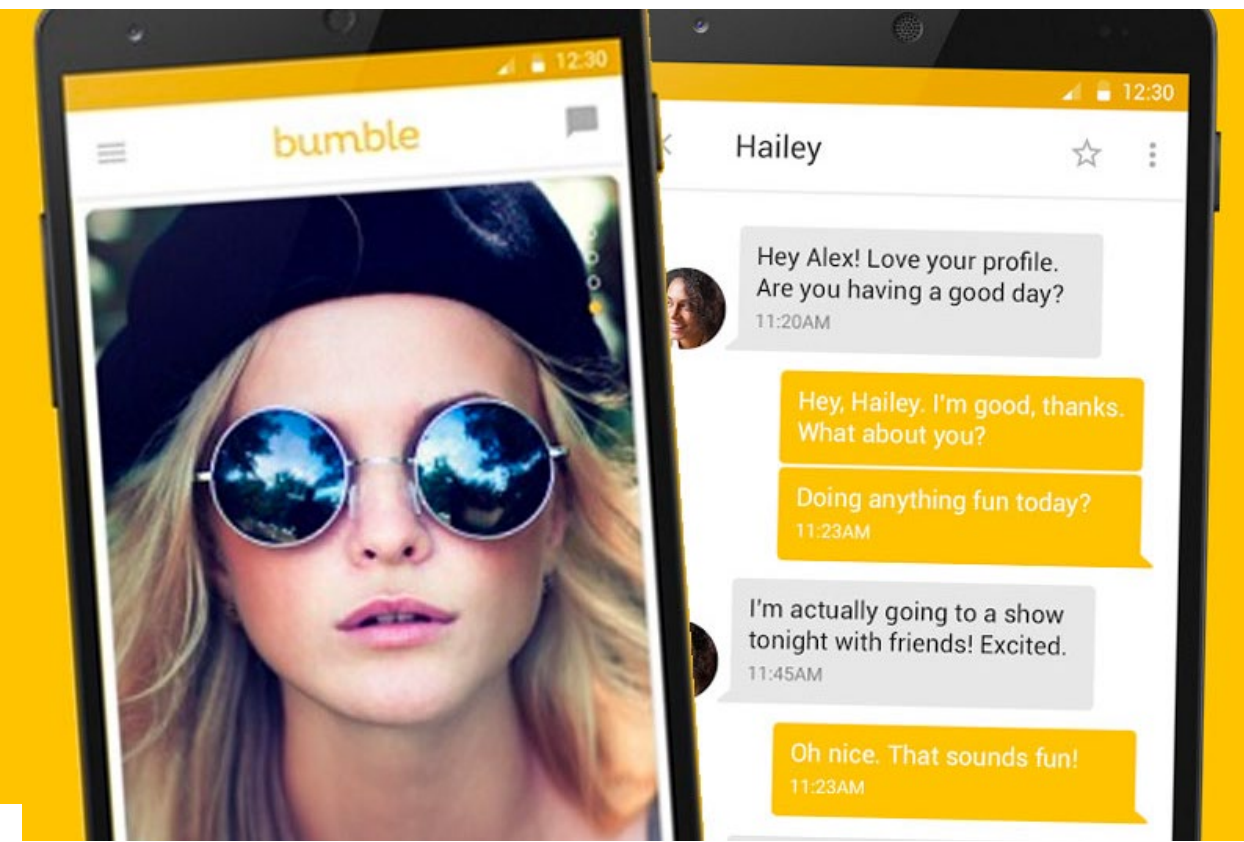 12:30
bumble
12:30
Hailey
Hey Alex! Love your profile.
Are you having a good day?
11:20AM
Hey, Hailey. I'm good, thanks.
What about you?
Doing anything fun today?
11:23AM
I'm actually going to a show
tonight with friends! Excited.
11:45AM
Oh nice. That sounds fun!
11:23AM